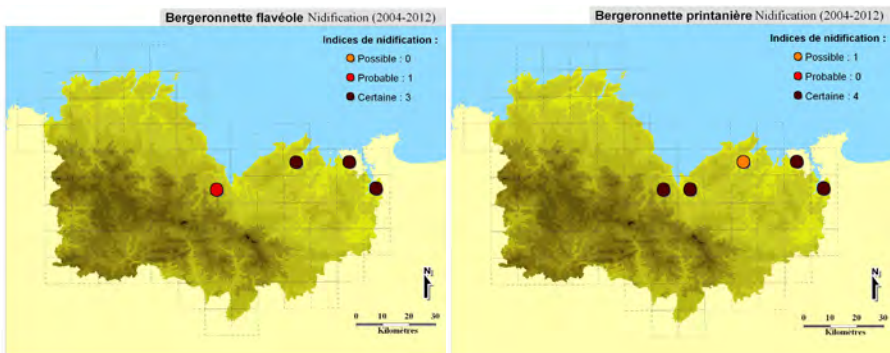 Bergeronnette flavéole Nidification (2004-2012)
Indices de nidification :
Possible : 0
Probable : 1
Certaine : 3
N
0 10 20 30
Kilomètres
Bergeronnette printanière Nidification (2004-2012)
Indices de nidification :
Possible : 1
Probable : 0
Certaine : 4
N
0 10 20 30
Kilomètres